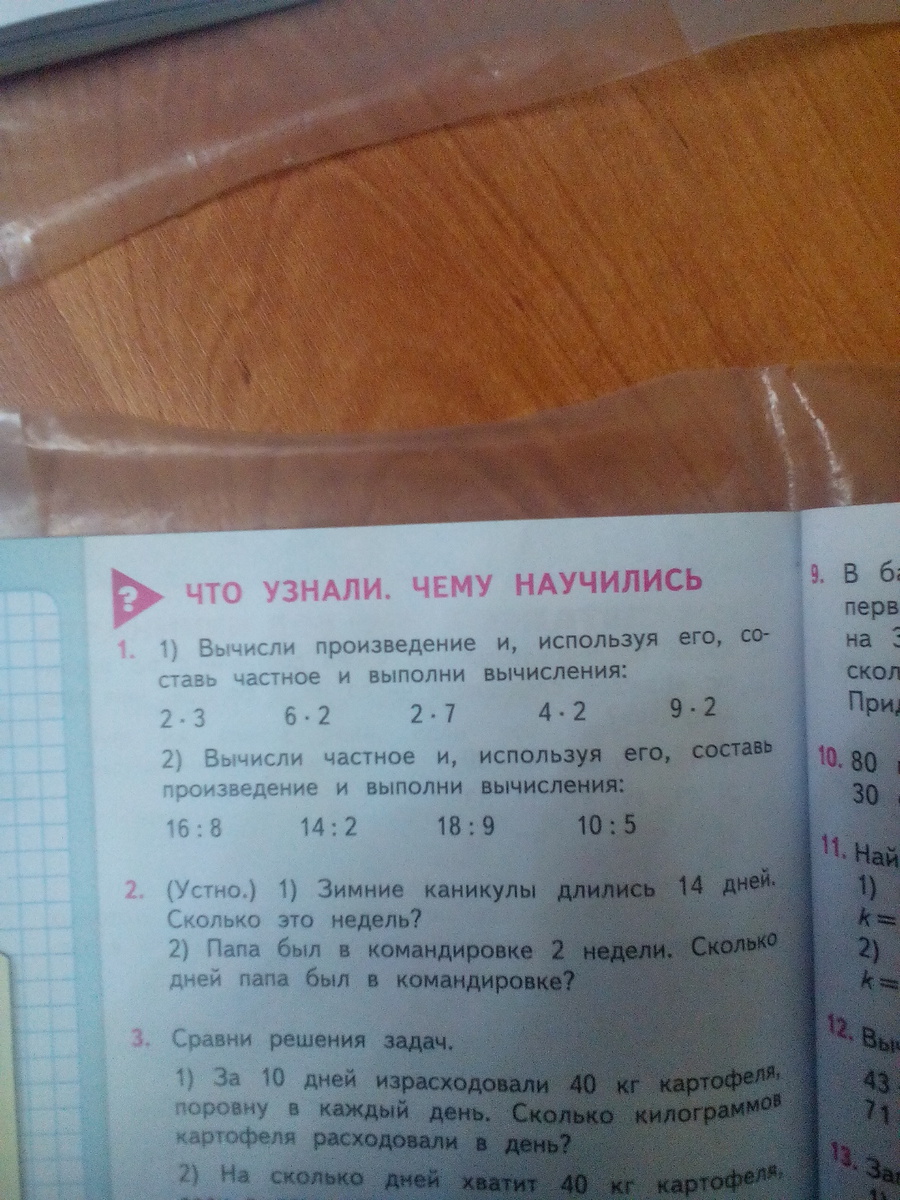 ? ЧТО УЗНАЛИ. ЧЕМУ НАУЧИЛИСЬ
1. 1) Вычисли произведение и, используя его, со-
ставь частное и выполни вычисления:
2 · 3 6 · 2 2 · 7 4 · 2 9 · 2
2) Вычисли частное и, используя его, составь
произведение и выполни вычисления:
16 : 8 14 : 2 18 : 9 10 : 5
2. (Устно.) 1) Зимние каникулы длились 14 дней.
Сколько это недель?
2) Папа был в командировке 2 недели. Сколько
дней папа был в командировке?
3. Сравни решения задач.
1) За 10 дней израсходовали 40 кг картофеля,
поровну в каждый день. Сколько килограммов
картофеля расходовали в день?
2) На сколько дней хватит 40 кг картофеля,
9. В ба
перв
на 3
скол
Прид
10. 80
30
11. Най
1)
k =
2)
k =
12. Выч
43
71
13. За